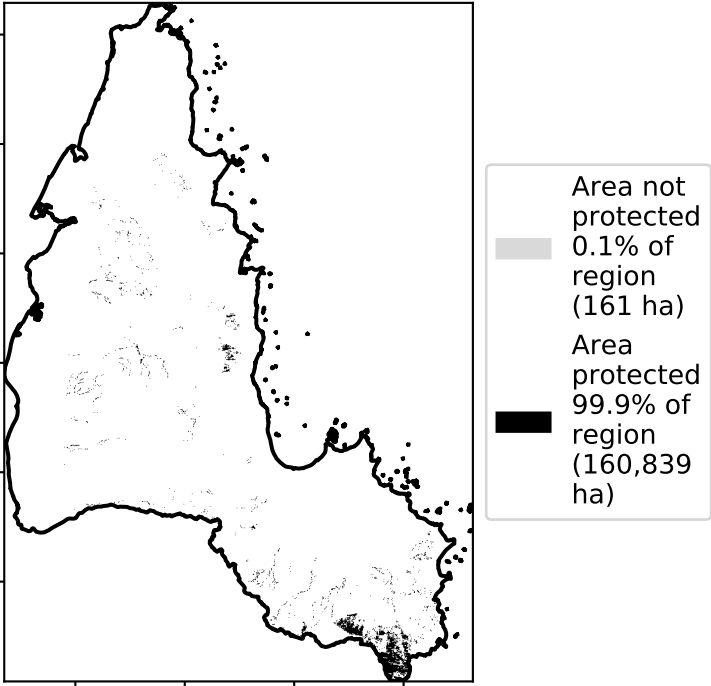 Area not
protected
0.1% of
region
(161 ha)
Area
protected
99.9% of
region
(160,839
ha)